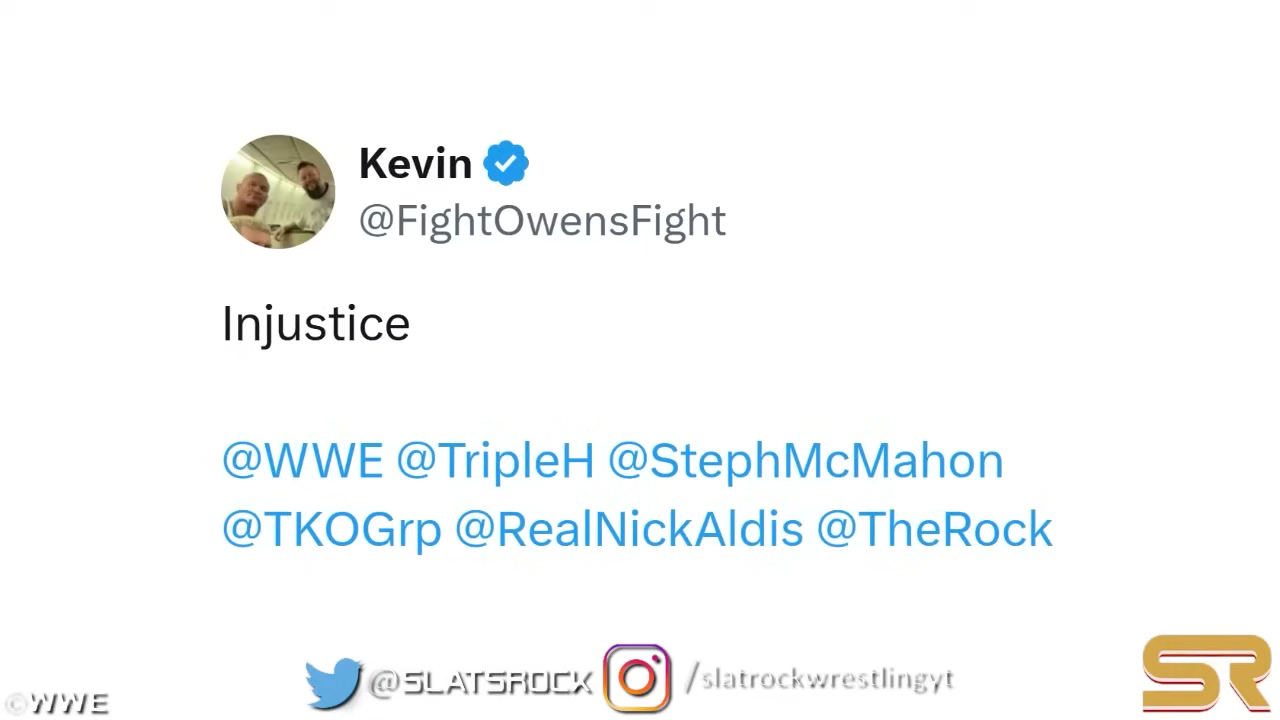 Kevin
@FightOwensFight
Injustice
@WWE @TripleH @StephMcMahon
@TKOGrp @RealNickAldis @TheRock
@SLATSROCK /slatrockwrestlingyt
SR
©WWE